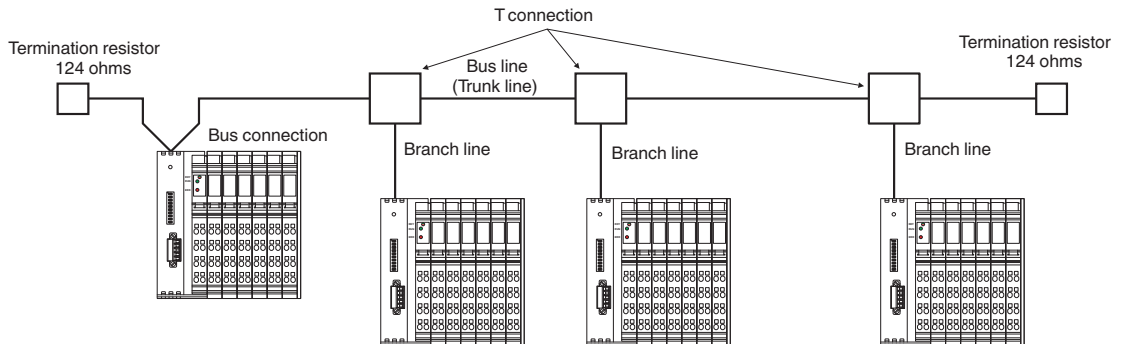 T connection
Termination resistor
124 ohms
Bus line
(Trunk line)
Termination resistor
124 ohms
Bus connection
Branch line
Branch line
Branch line